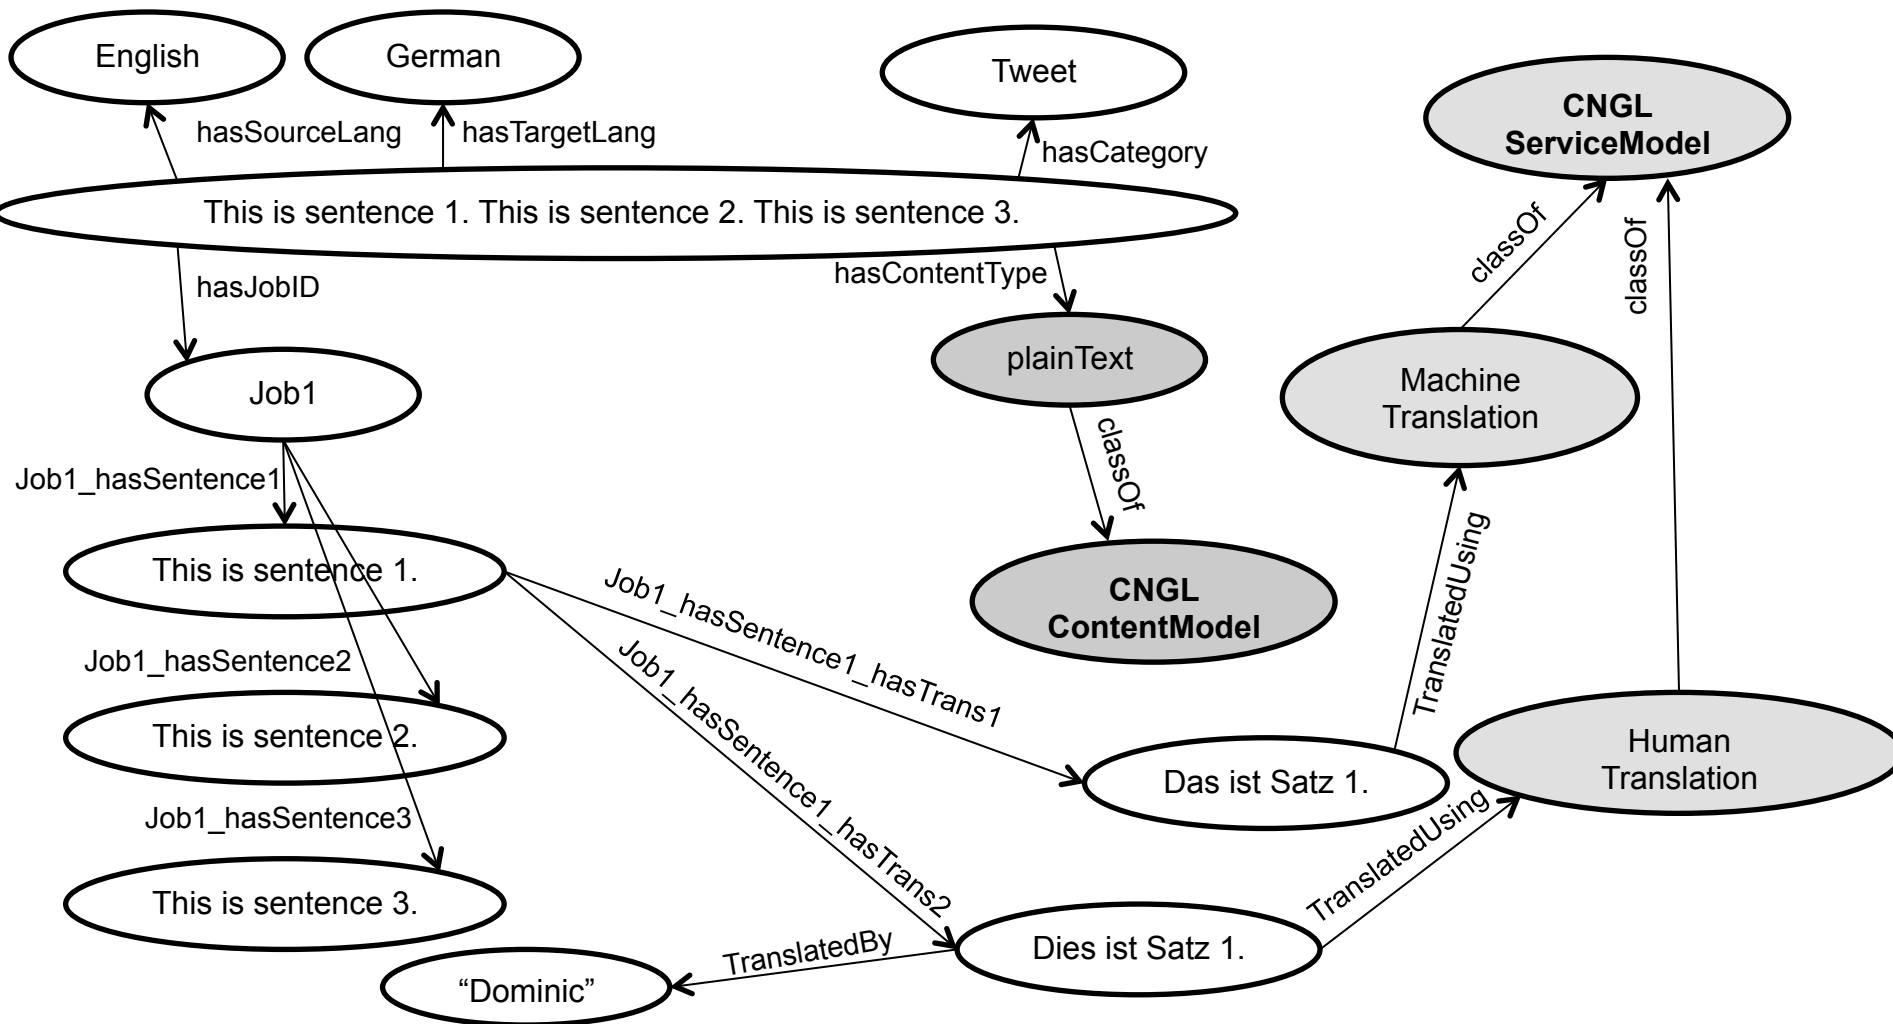 English
German
Tweet
CNGL
ServiceModel
hasSourceLang
hasTargetLang
hasCategory
This is sentence 1. This is sentence 2. This is sentence 3.
classOf
classOf
hasJobID
hasContentType
plainText
Job1
Machine
Translation
classOf
Job1_hasSentence1
This is sentence 1.
Job1_hasSentence1_hasTrans1
CNGL
ContentModel
TranslatedUsing
Job1_hasSentence2
Job1_hasSentence1_hasTrans2
This is sentence 2.
Das ist Satz 1.
Human
Translation
Job1_hasSentence3
TranslatedUsing
This is sentence 3.
TranslatedBy
Dies ist Satz 1.
“Dominic”